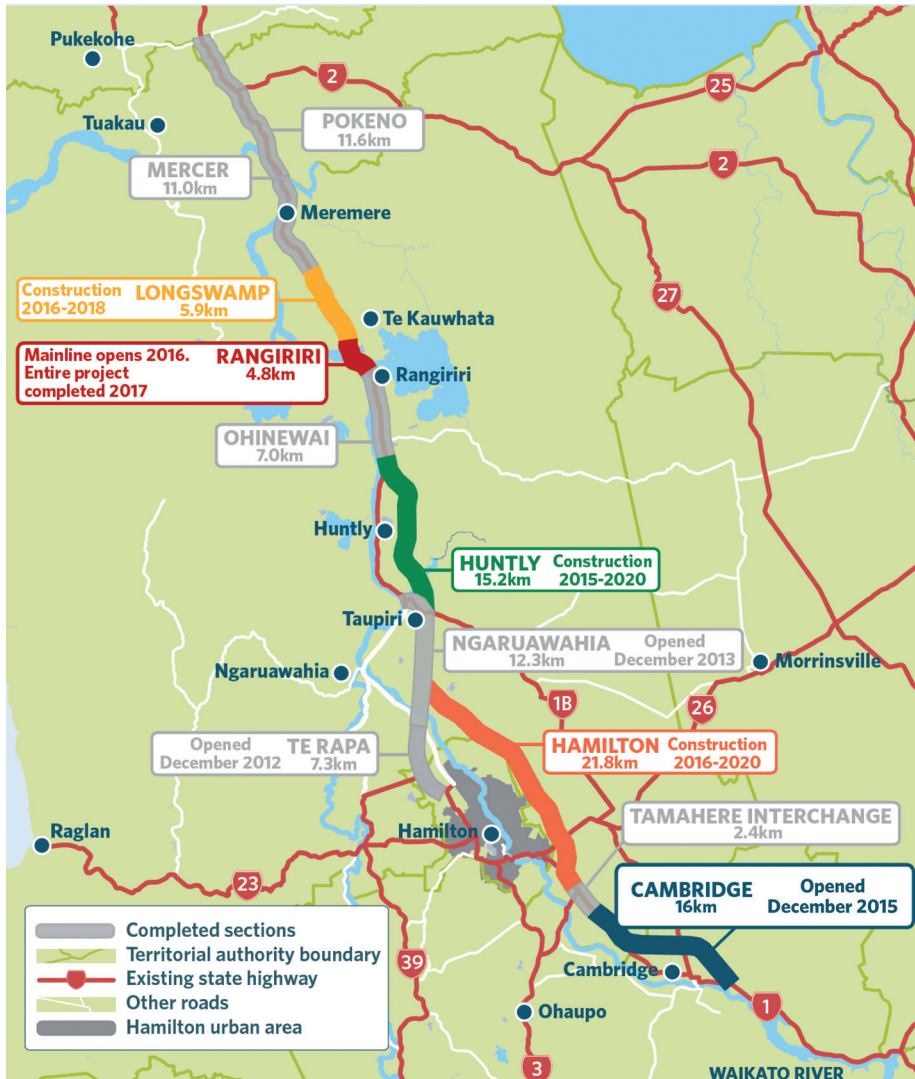 Pukekohe
2
25
Tuakau
POKENO
11.6km
2
MERCER
11.0km
Meremere
27
Construction
2016-2018
LONGSWAMP
5.9km
Te Kauwhata
Mainline opens 2016.
Entire project
completed 2017
RANGIRIRI
4.8km
Rangiriri
OHINEWAI
7.0km
Huntly
HUNTLY
15.2km
Construction
2015-2020
Taupiri
NGARUAWAHIA
12.3km
Opened
December 2013
Morrinsville
Ngaruawahia
1B
26
Opened
December 2012
TE RAPA
7.3km
HAMILTON
21.8km
Construction
2016-2020
TAMAHERE INTERCHANGE
2.4km
Raglan
Hamilton
23
CAMBRIDGE
16km
Opened
December 2015
Completed sections
Territorial authority boundary
Existing state highway
Other roads
Hamilton urban area
39
Cambridge
Ohaupo
1
3
WAIKATO RIVER